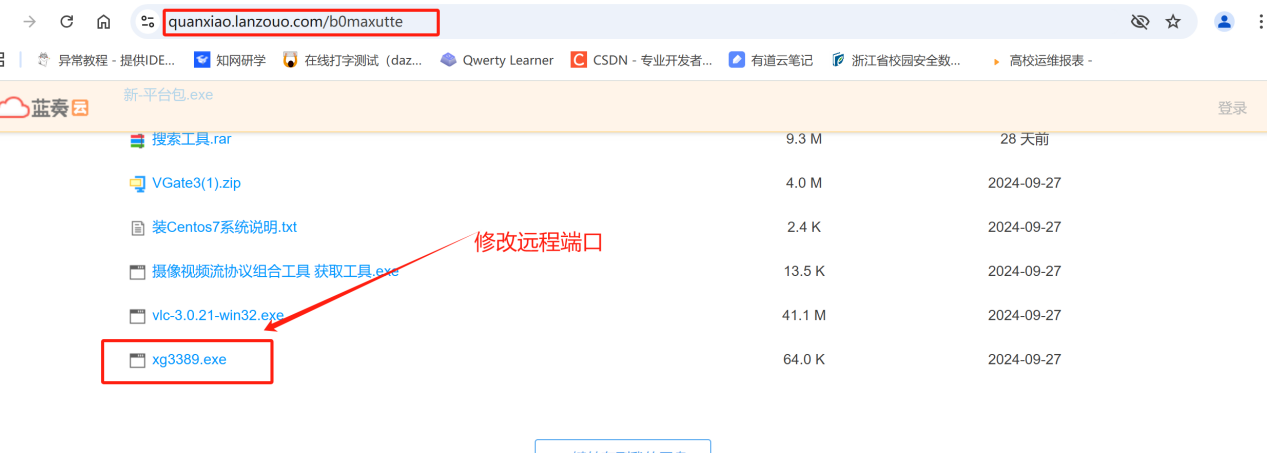 quanxiao.lanzouo.com/b0maxutte
异常教程 - 提供IDE... 知网研学 在线打字测试（daz... Qwerty Learner CSDN - 专业开发者... 有道云笔记 浙江省校园安全数... 高校运维报表 -
新-平台包.exe
蓝奏云 登录
搜索工具.rar 9.3 M 28 天前
VGate3(1).zip 4.0 M 2024-09-27
装Centos7系统说明.txt 2.4 K 2024-09-27
修改远程端口
摄像视频流协议组合工具 获取工具.exe 13.5 K 2024-09-27
vlc-3.0.21-win32.exe 41.1 M 2024-09-27
xg3389.exe 64.0 K 2024-09-27